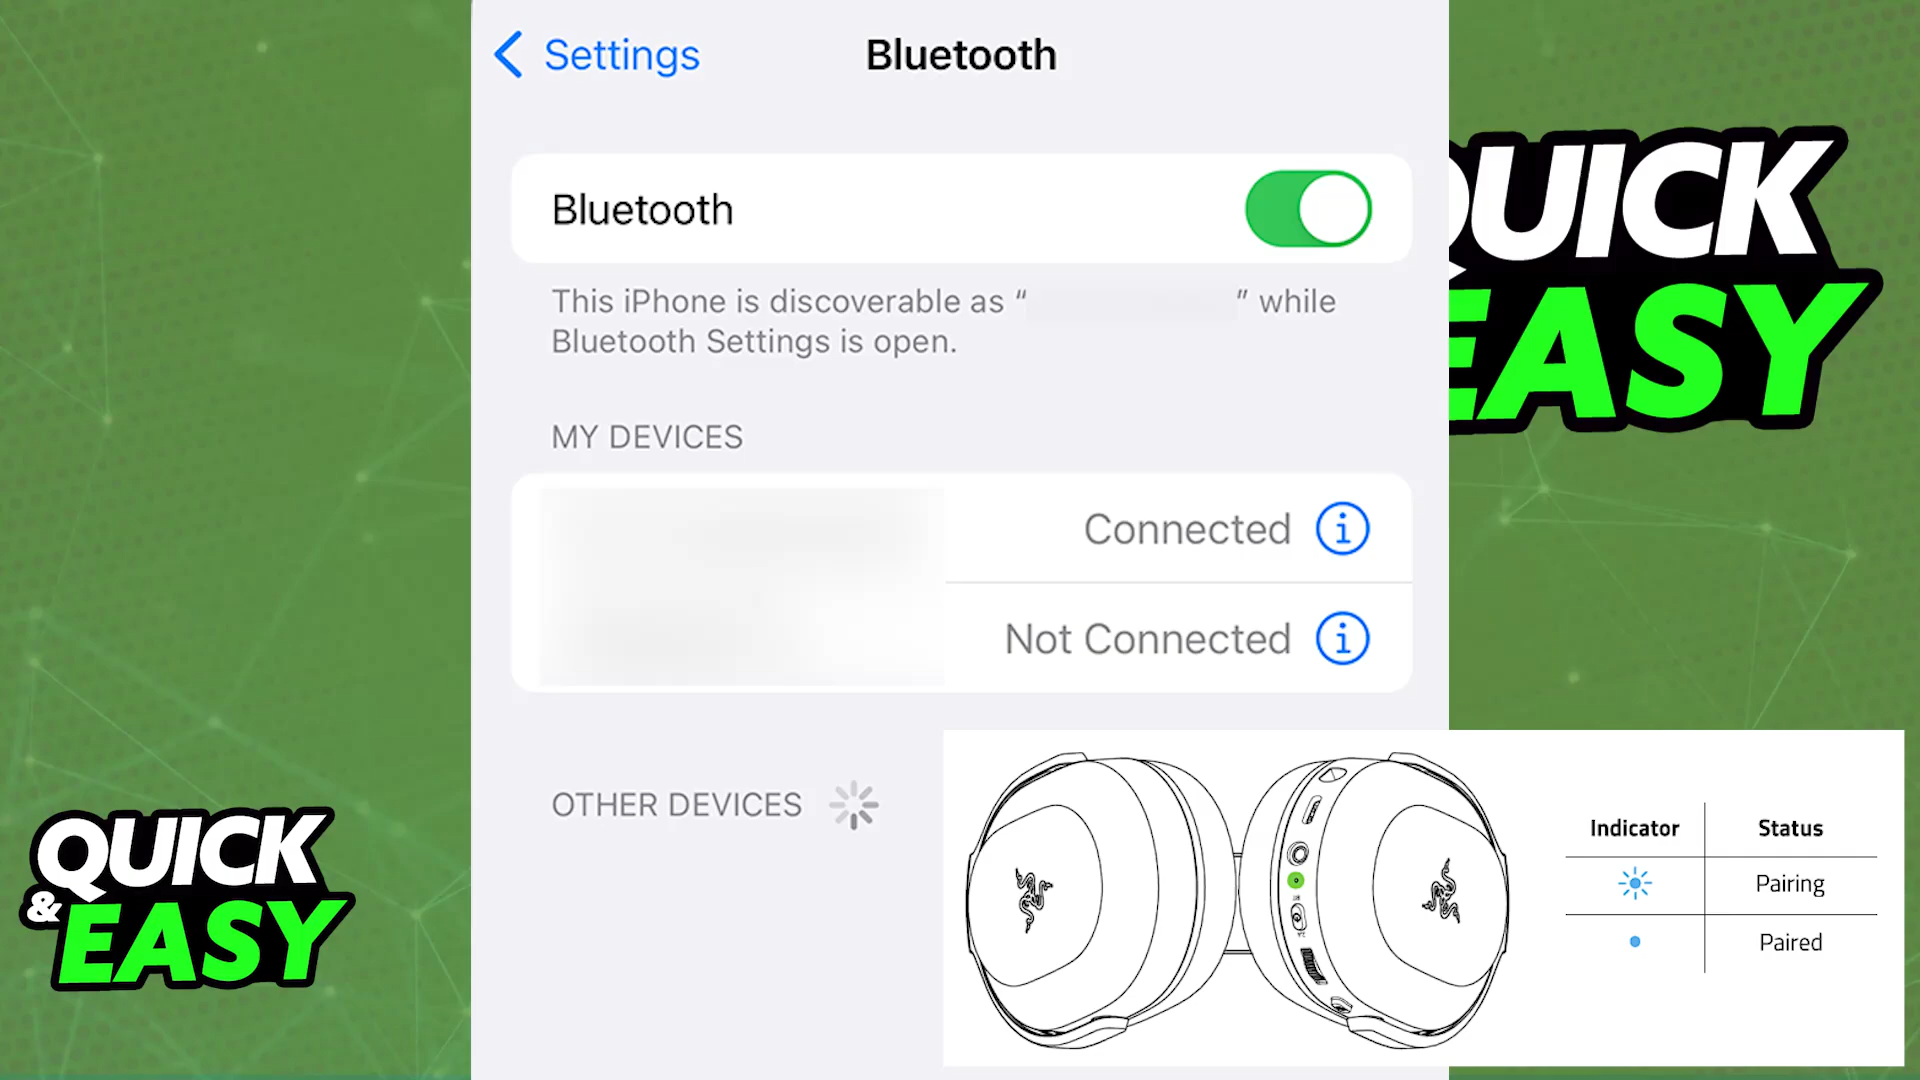 Settings
Bluetooth
Bluetooth
This iPhone is discoverable as “ ” while
Bluetooth Settings is open.
MY DEVICES
Connected
Not Connected
OTHER DEVICES
QUICK
EASY
QUICK
& EASY
Indicator Status
Pairing
Paired